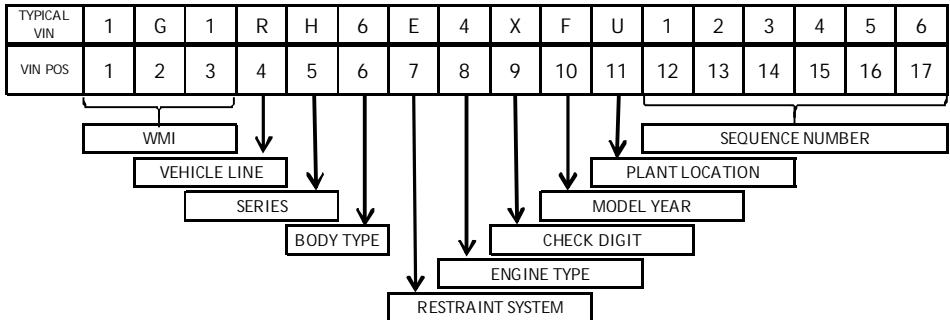 TYPICAL VIN 1 G 1 R H 6 E 4 X F U 1 2 3 4 5 6
VIN POS 1 2 3 4 5 6 7 8 9 10 11 12 13 14 15 16 17
WMI SEQUENCE NUMBER
VEHICLE LINE PLANT LOCATION
SERIES MODEL YEAR
BODY TYPE CHECK DIGIT
ENGINE TYPE
RESTRAINT SYSTEM